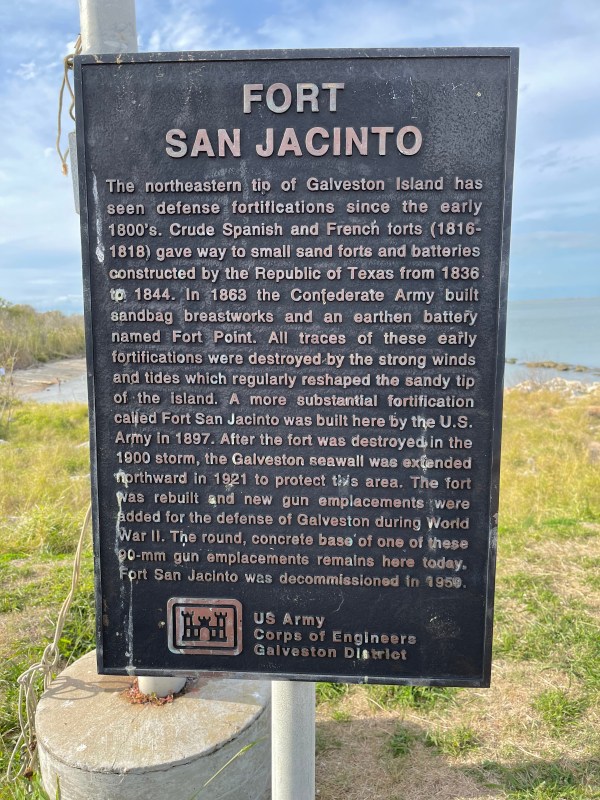 FORT
SAN JACINTO
The northeastern tip of Galveston Island has
seen defense fortifications since the early
1800's. Crude Spanish and French forts (1816-
1818) gave way to small sand forts and batteries
constructed by the Republic of Texas from 1836
to 1844. In 1863 the Confederate Army built
sandbag breastworks and an earthen battery
named Fort Point. All traces of these early
fortifications were destroyed by the strong winds
and tides which regularly reshaped the sandy tip
of the island. A more substantial fortification
called Fort San Jacinto was built here by the U.S.
Army in 1897. After the fort was destroyed in the
1900 storm, the Galveston seawall was extended
northward in 1921 to protect this area. The fort
was rebuilt and new gun emplacements were
added for the defense of Galveston during World
War II. The round, concrete base of one of these
90-mm gun emplacements remains here today.
Fort San Jacinto was decommissioned in 1959.
US Army
Corps of Engineers
Galveston District